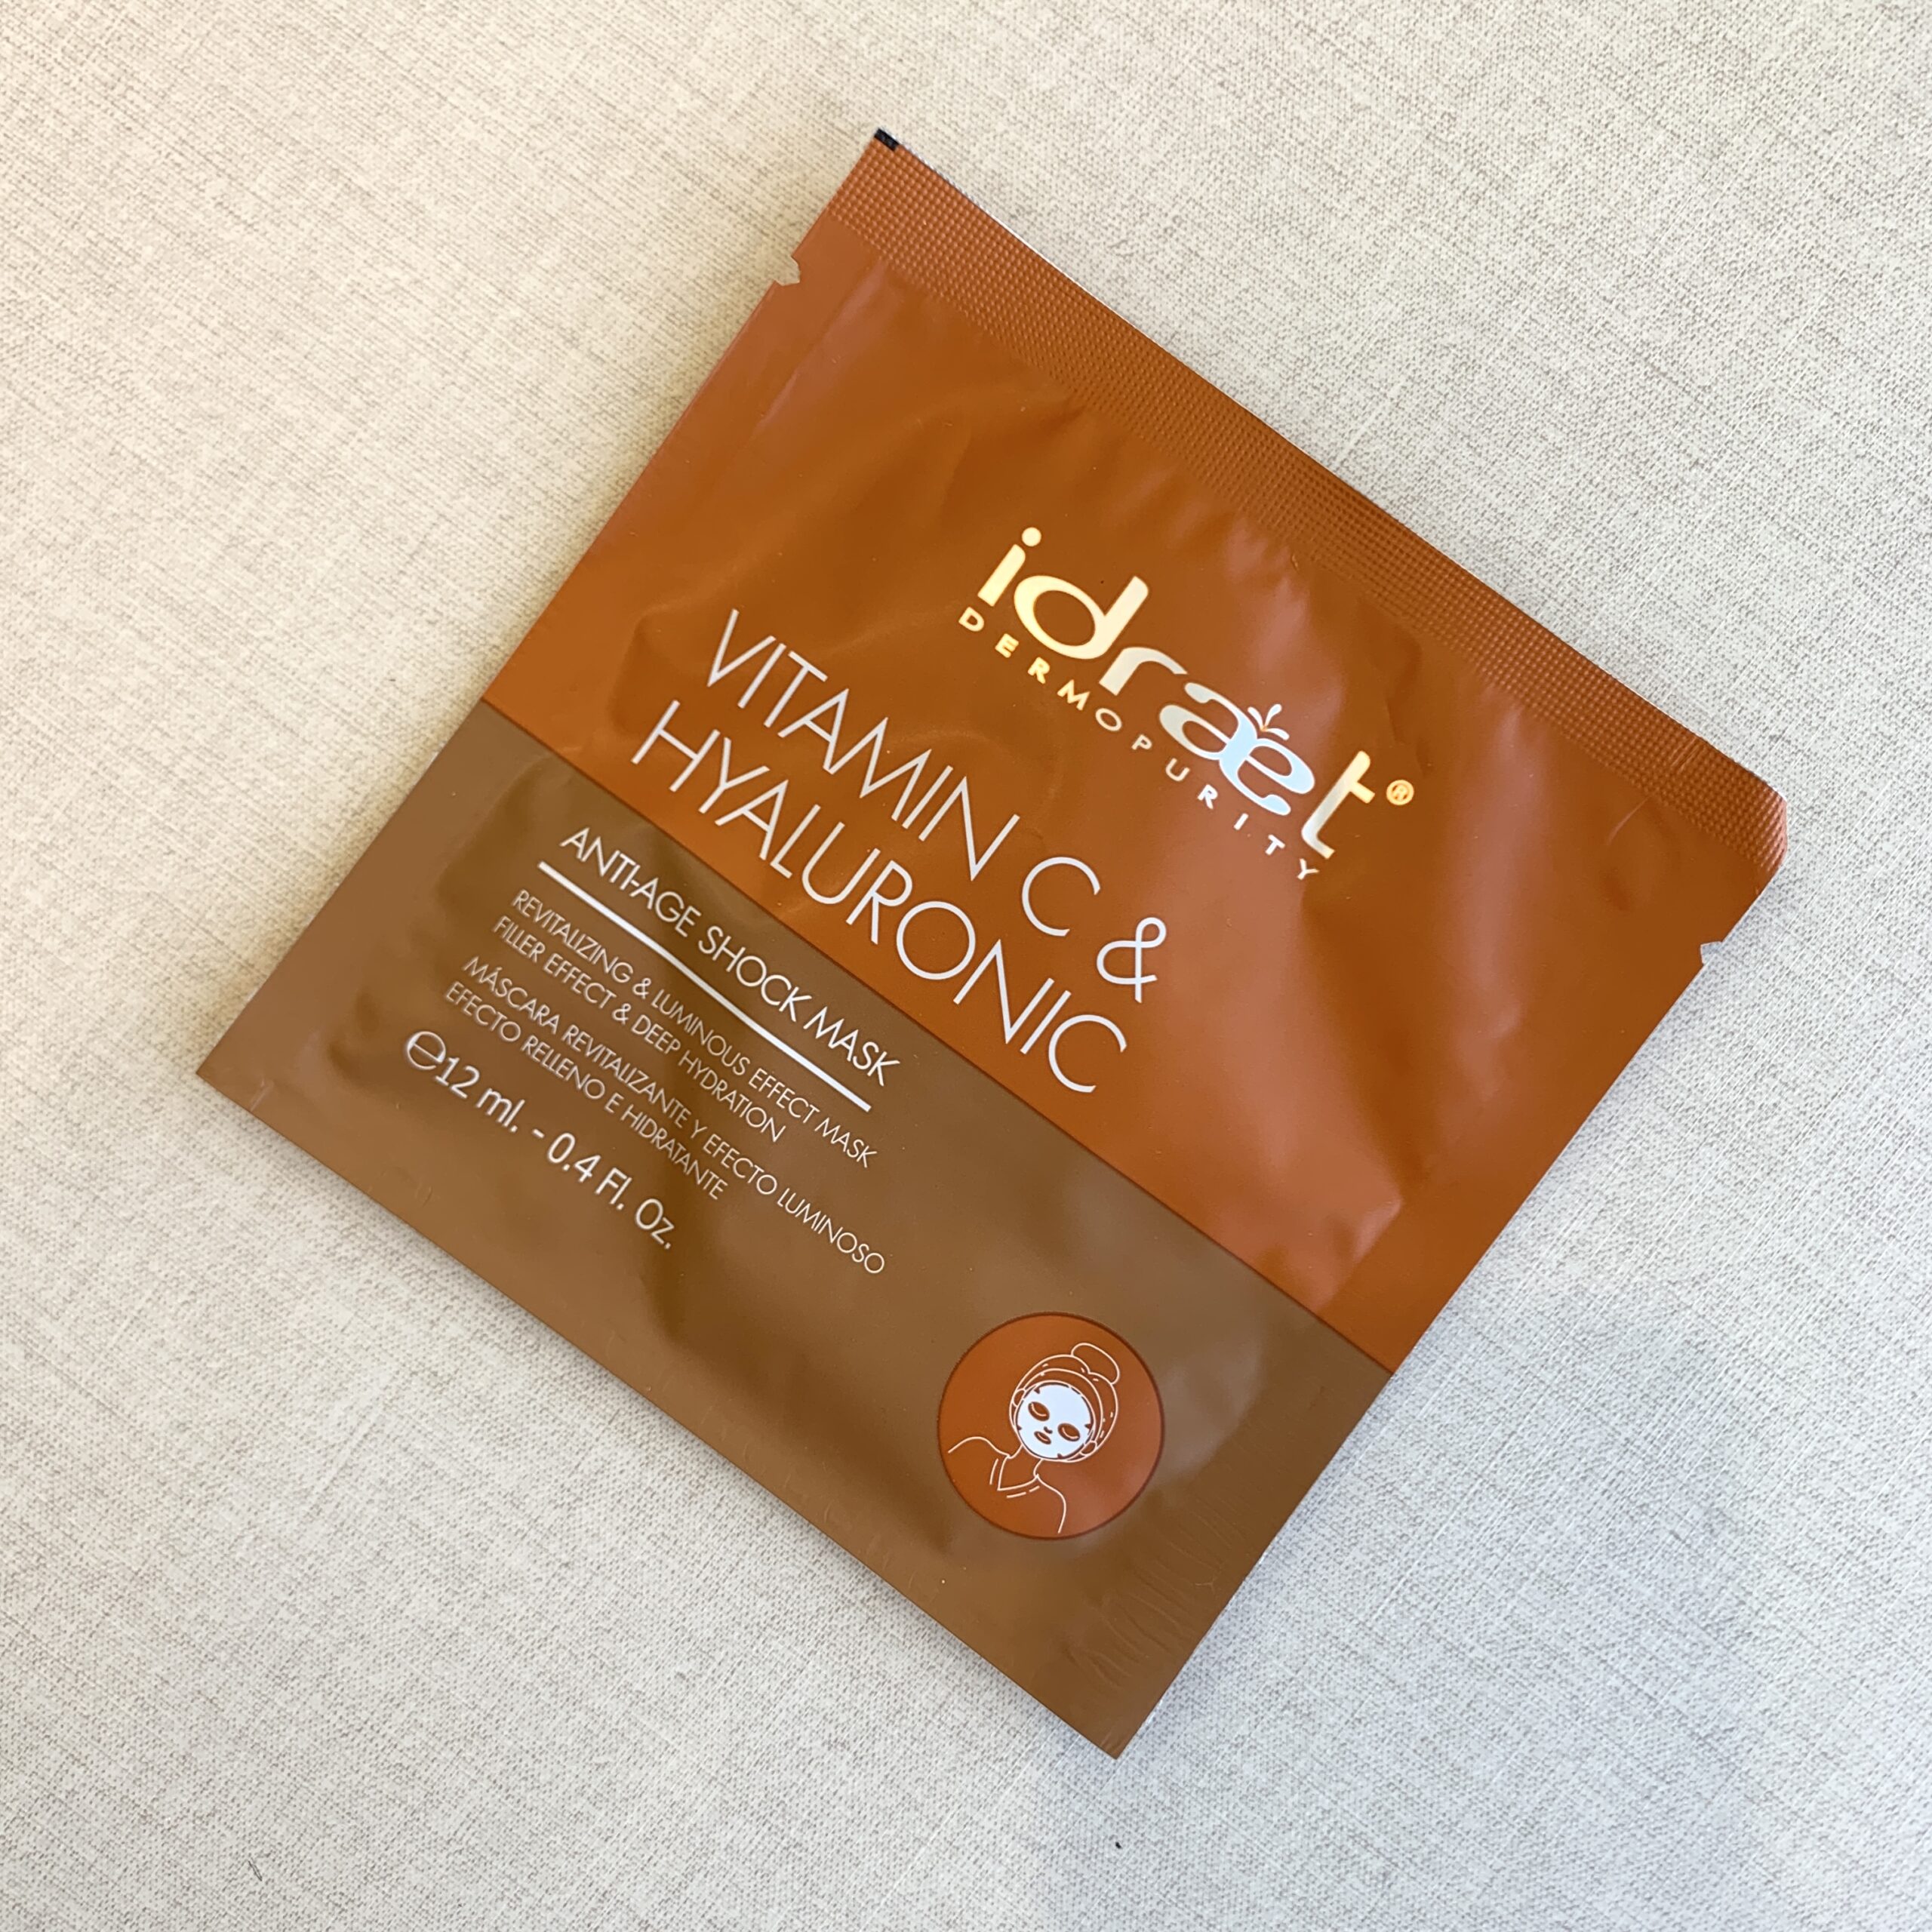 idraet®
DERMOPURITY
VITAMIN C &
HYALURONIC
ANTI-AGE SHOCK MASK
REVITALIZING & LUMINOUS EFFECT MASK
FILLER EFFECT & DEEP HYDRATION
MÁSCARA REVITALIZANTE Y EFECTO LUMINOSO
EFECTO RELLENO E HIDRATANTE
℮12 ml. - 0.4 Fl. Oz.